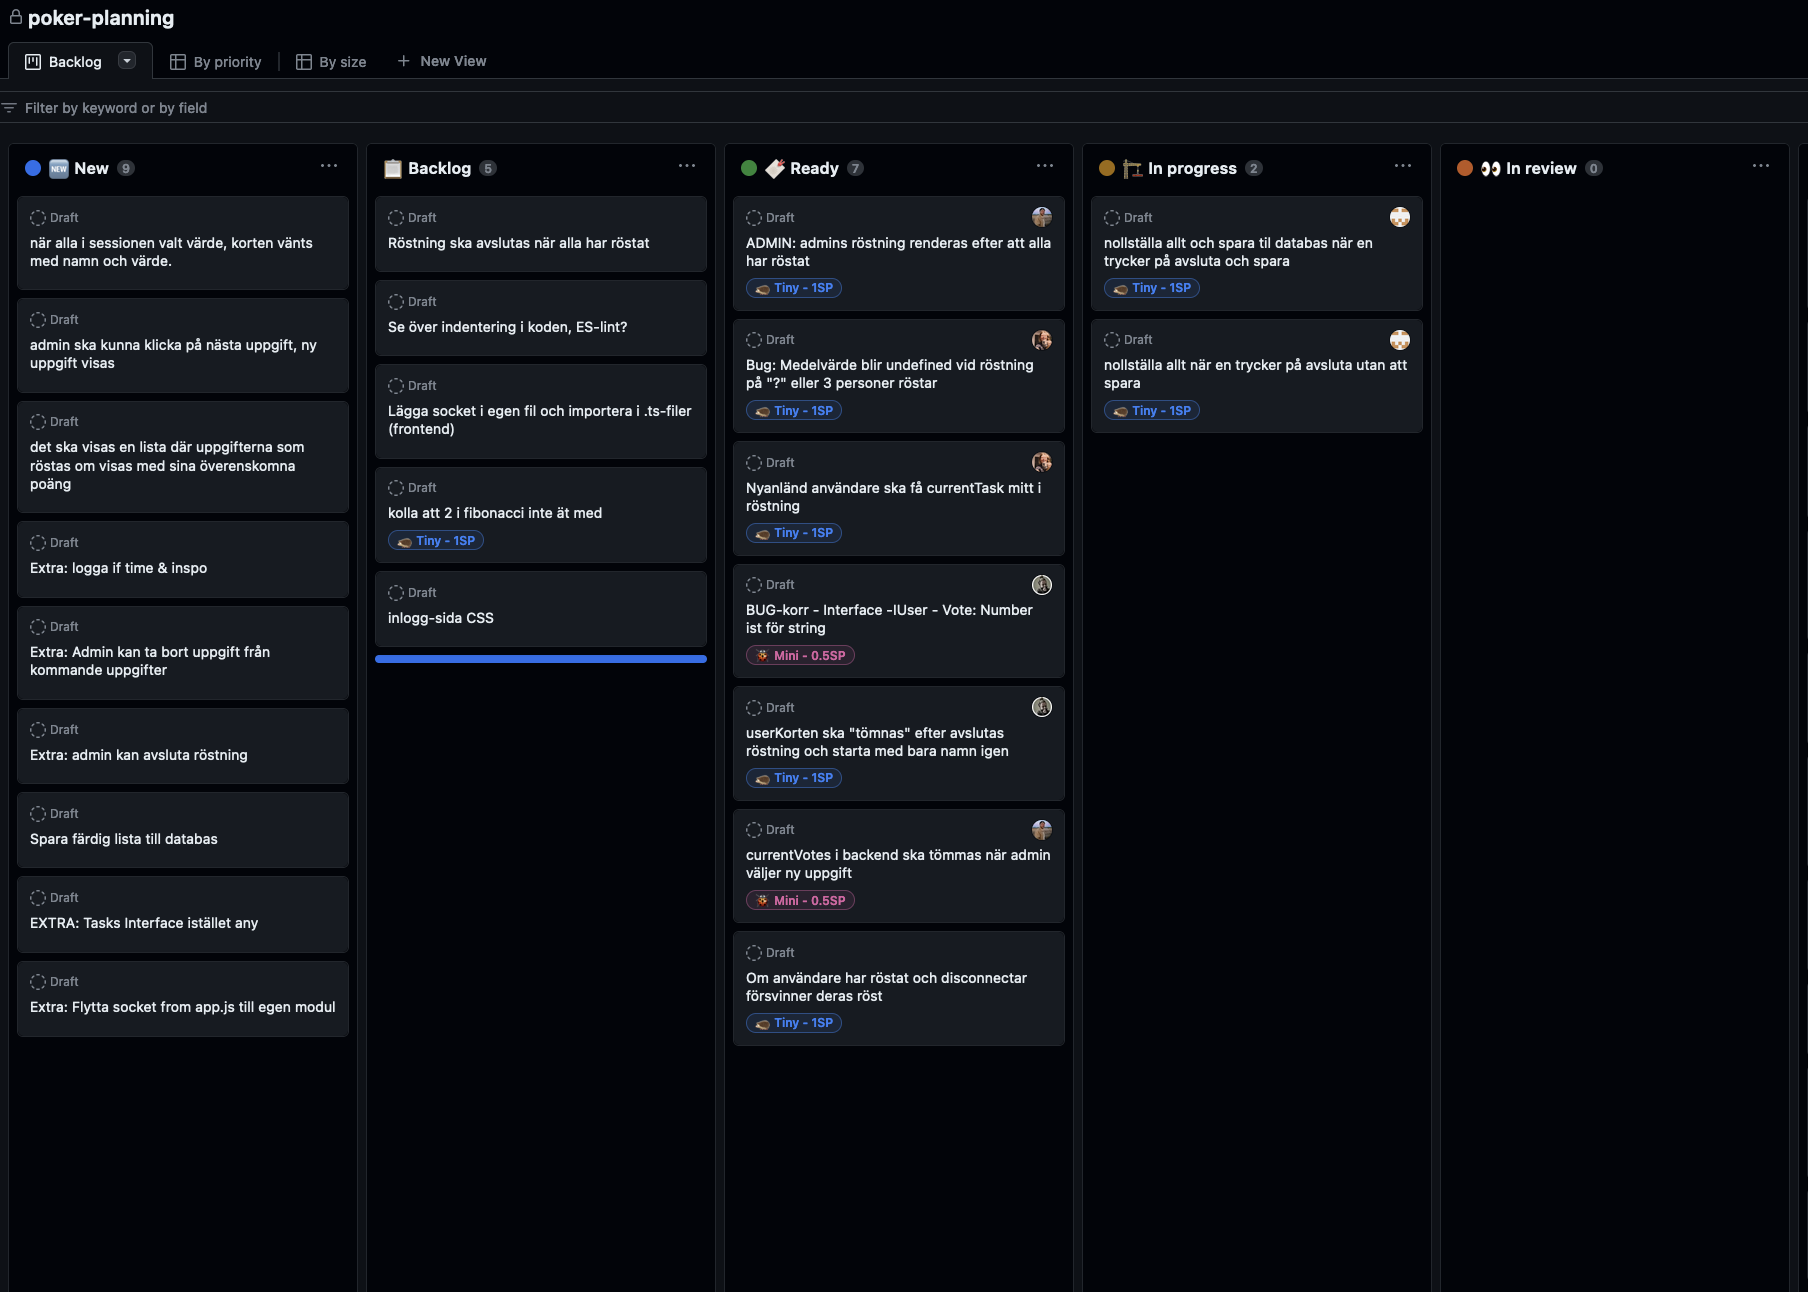 poker-planning
Backlog
By priority
By size
New View
Filter by keyword or by field
NEW New 9
Draft
när alla i sessionen valt värde, korten vänts
med namn och värde.
Draft
admin ska kunna klicka på nästa uppgift, ny
uppgift visas
Draft
det ska visas en lista där uppgifterna som
röstas om visas med sina överenskomna
poäng
Draft
Extra: logga if time & inspo
Draft
Extra: Admin kan ta bort uppgift från
kommande uppgifter
Draft
Extra: admin kan avsluta röstning
Draft
Spara färdig lista till databas
Draft
EXTRA: Tasks Interface istället any
Draft
Extra: Flytta socket from app.js till egen modul
Backlog 5
Draft
Röstning ska avslutas när alla har röstat
Draft
Se över indentering i koden, ES-lint?
Draft
Lägga socket i egen fil och importera i .ts-filer
(frontend)
Draft
kolla att 2 i fibonacci inte ät med
Tiny - 1SP
Draft
inlogg-sida CSS
Ready 7
Draft
ADMIN: admins röstning renderas efter att alla
har röstat
Tiny - 1SP
Draft
Bug: Medelvärde blir undefined vid röstning
på "?" eller 3 personer röstar
Tiny - 1SP
Draft
Nyanländ användare ska få currentTask mitt i
röstning
Tiny - 1SP
Draft
BUG-korr - Interface -IUser - Vote: Number
ist för string
Mini - 0.5SP
Draft
userKorten ska "tömnas" efter avslutas
röstning och starta med bara namn igen
Tiny - 1SP
Draft
currentVotes i backend ska tömmas när admin
väljer ny uppgift
Mini - 0.5SP
Draft
Om användare har röstat och disconnectar
försvinner deras röst
Tiny - 1SP
In progress 2
Draft
nollställa allt och spara til databas när en
trycker på avsluta och spara
Tiny - 1SP
Draft
nollställa allt när en trycker på avsluta utan att
spara
Tiny - 1SP
In review 0